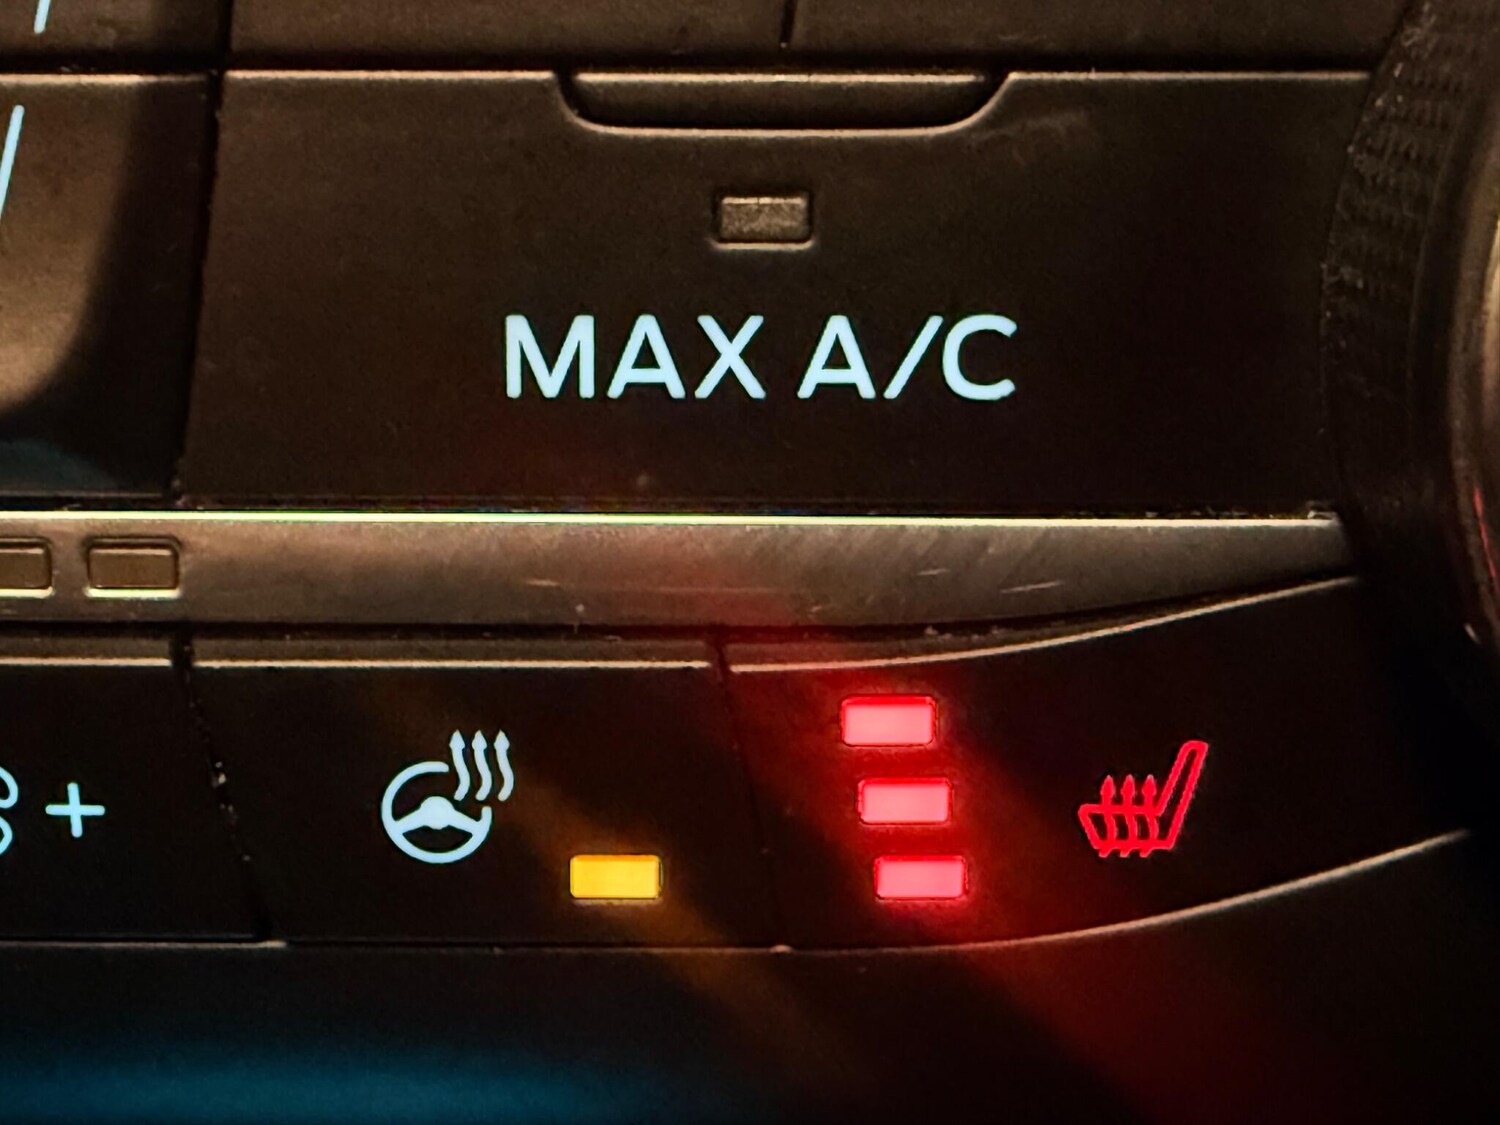 MAX A/C
+